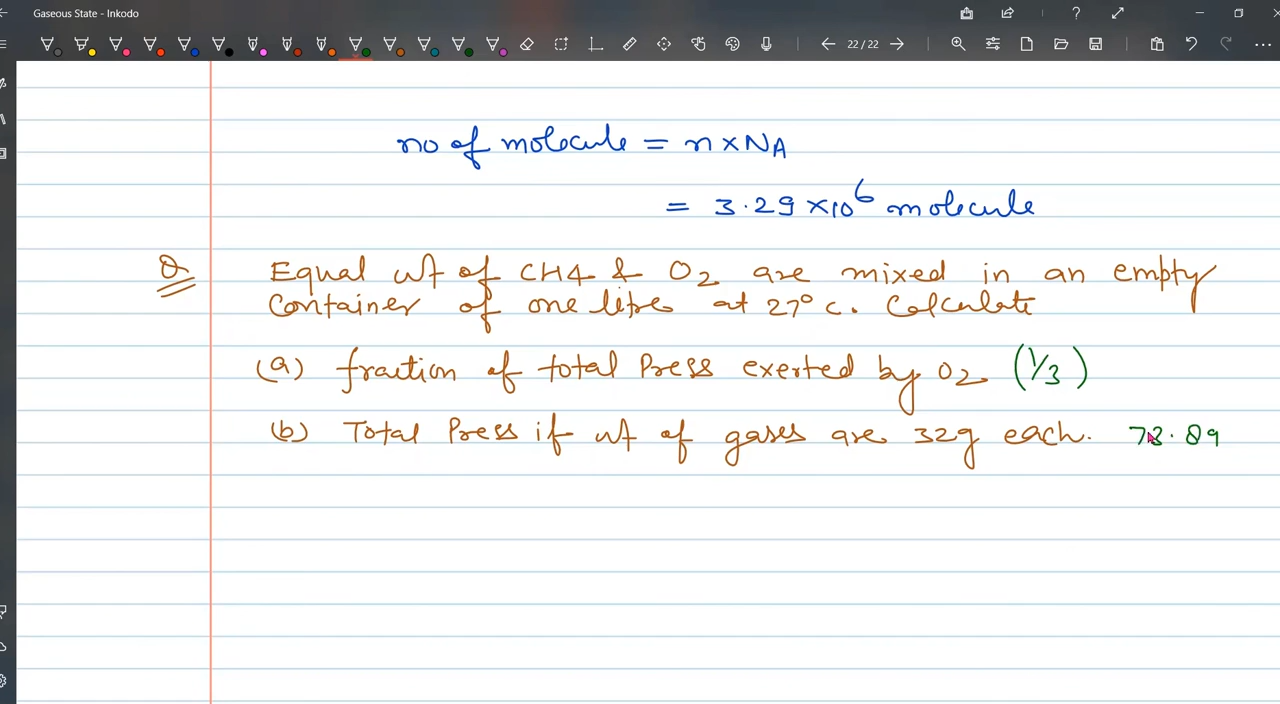 Gaseous State - Inkodo
22 / 22
no of molecule = n × NA
= 3.29 × 10⁶ molecule
Q Equal wt of CH4 & O2 are mixed in an empty
container of one litre at 27° c. Calculate
(a) fraction of total Press exerted by O2 (1/3)
(b) Total Press if wt of gases are 32g each. 73.89